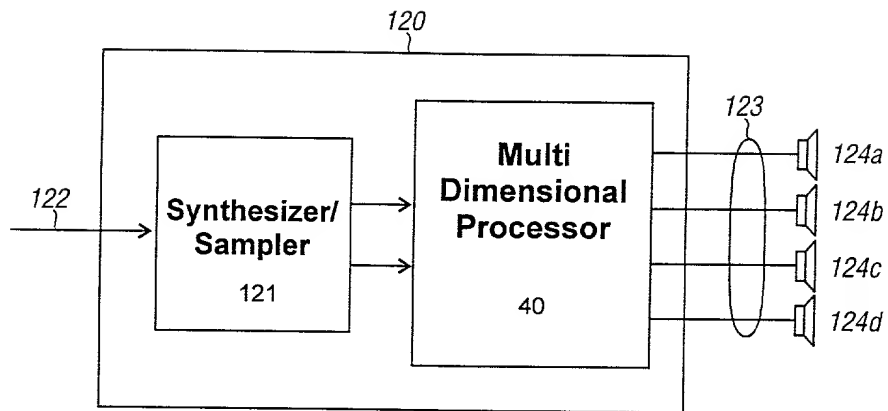 120
123
124a
124b
124c
124d
122
Synthesizer/
Sampler
121
Multi
Dimensional
Processor
40